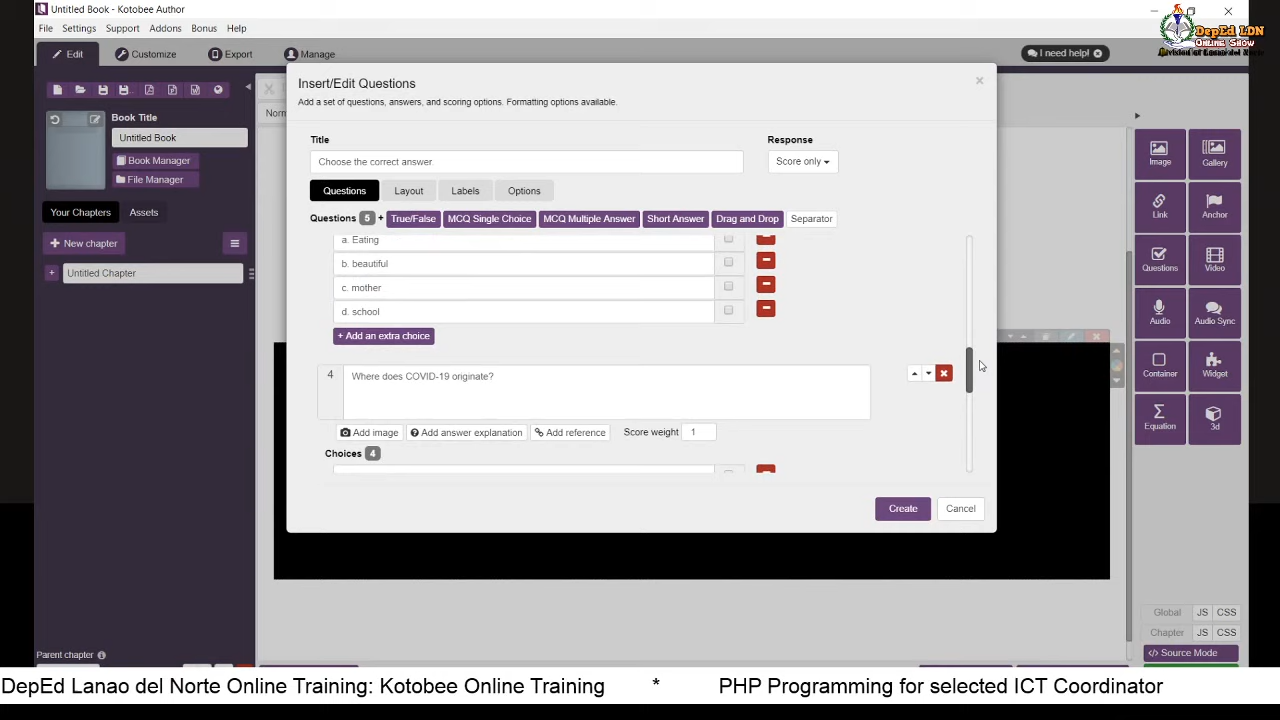 Untitled Book - Kotobee Author
File Settings Support Addons Bonus Help
DepEd LDN
Online Show
Edit Customize Export Manage I need help!
Insert/Edit Questions
Add a set of questions, answers, and scoring options. Formatting options available.
Book Title
Untitled Book
Book Manager
File Manager
Norm
Title Response
Choose the correct answer Score only
Questions Layout Labels Options
Your Chapters Assets
Questions 5 + True/False MCQ Single Choice MCQ Multiple Answer Short Answer Drag and Drop Separator
+ New chapter
+ Untitled Chapter
a. Eating
b. beautiful
c. mother
d. school
+ Add an extra choice
4 Where does COVID-19 originate?
Add image Add answer explanation Add reference Score weight 1
Choices 4
Create Cancel
Image Gallery
Link Anchor
Questions Video
Audio Audio Sync
Container Widget
Equation 3d
Global JS CSS
Chapter JS CSS
Source Mode
Parent chapter
DepEd Lanao del Norte Online Training: Kotobee Online Training * PHP Programming for selected ICT Coordinator